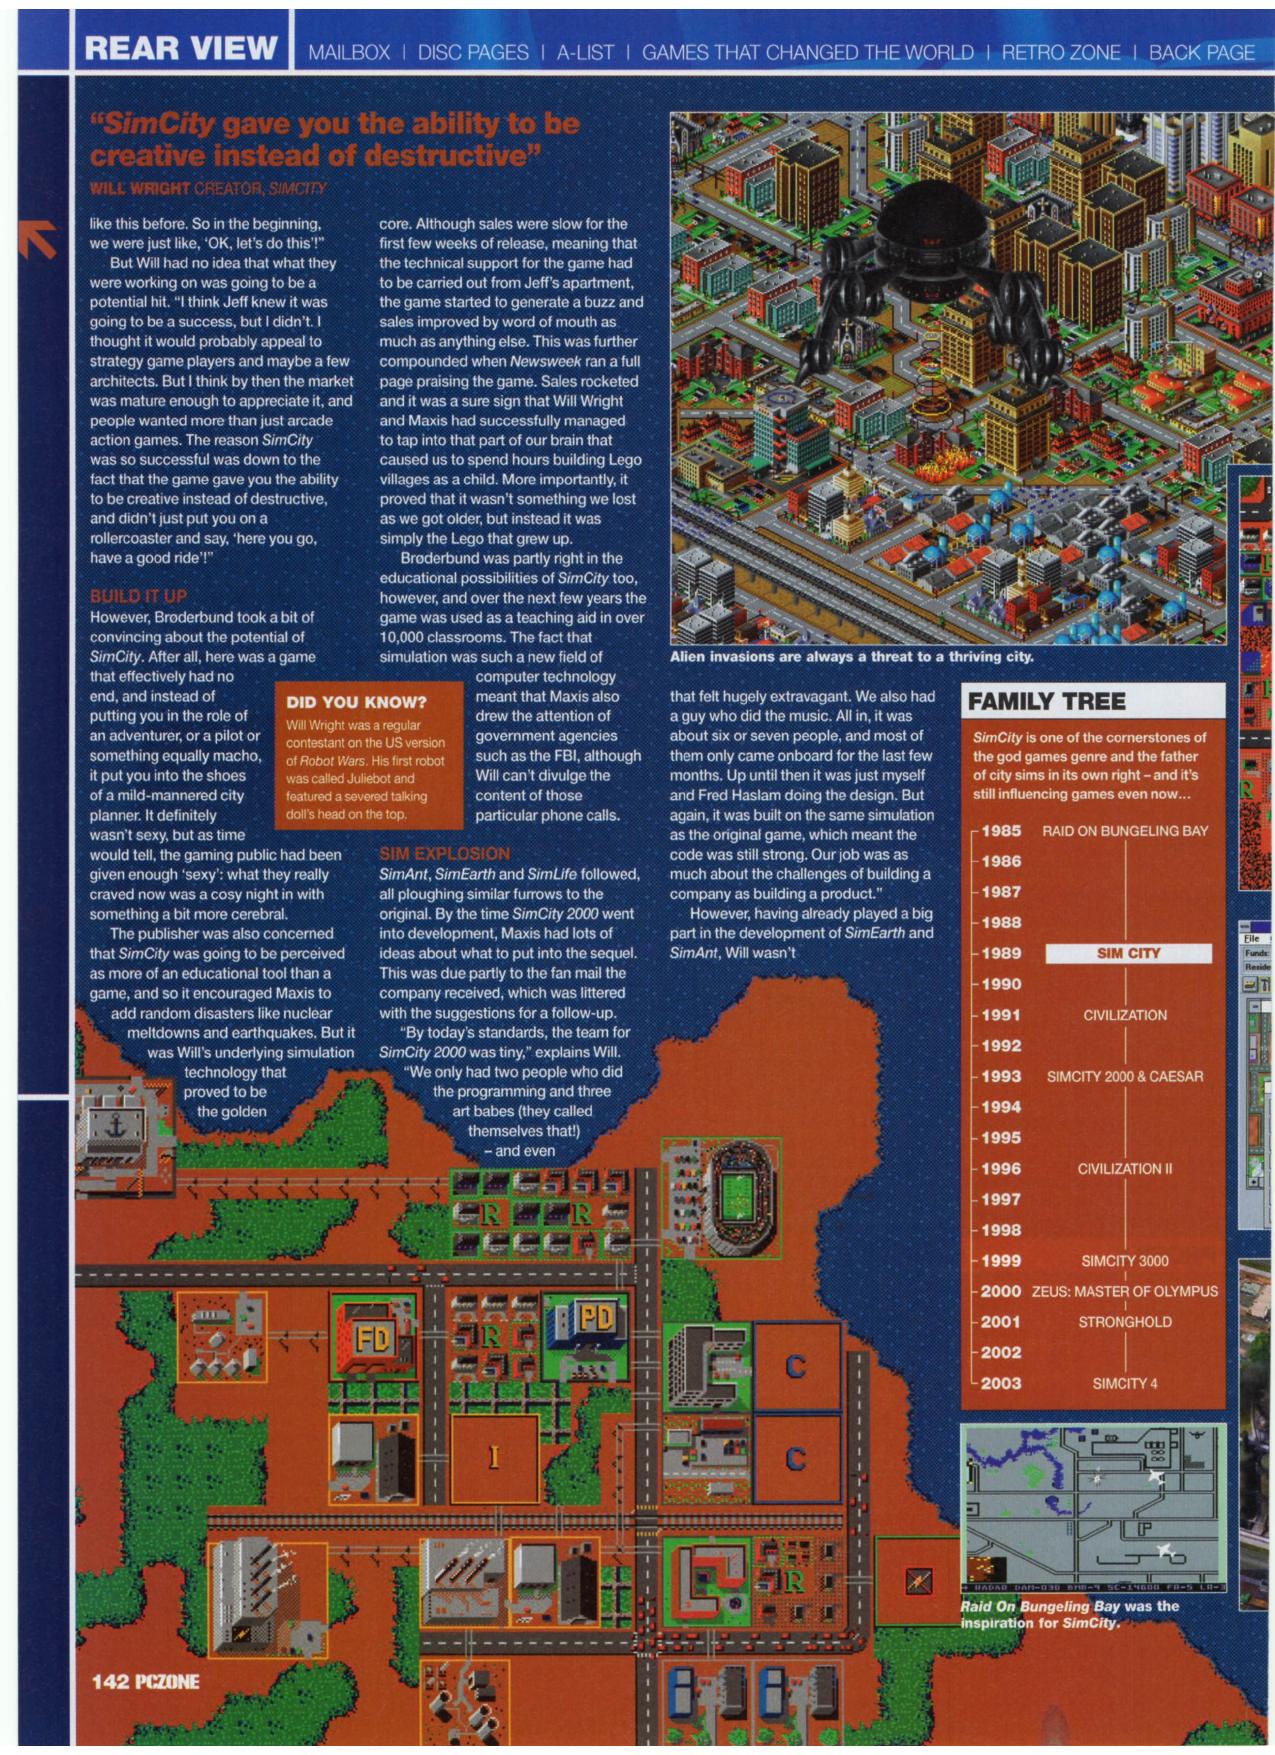 REAR VIEW
MAILBOX | DISC PAGES | A-LIST | GAMES THAT CHANGED THE WORLD | RETRO ZONE | BACK PAGE
“SimCity gave you the ability to be
creative instead of destructive”
WILL WRIGHT CREATOR, SIMCITY
like this before. So in the beginning,
we were just like, ‘OK, let’s do this’!”
But Will had no idea that what they
were working on was going to be a
potential hit. “I think Jeff knew it was
going to be a success, but I didn’t. I
thought it would probably appeal to
strategy game players and maybe a few
architects. But I think by then the market
was mature enough to appreciate it, and
people wanted more than just arcade
action games. The reason SimCity
was so successful was down to the
fact that the game gave you the ability
to be creative instead of destructive,
and didn’t just put you on a
rollercoaster and say, ‘here you go,
have a good ride’!”
BUILD IT UP
However, Brøderbund took a bit of
convincing about the potential of
SimCity. After all, here was a game
that effectively had no
end, and instead of
putting you in the role of
an adventurer, or a pilot or
something equally macho,
it put you into the shoes
of a mild-mannered city
planner. It definitely
wasn’t sexy, but as time
would tell, the gaming public had been
given enough ‘sexy’: what they really
craved now was a cosy night in with
something a bit more cerebral.
The publisher was also concerned
that SimCity was going to be perceived
as more of an educational tool than a
game, and so it encouraged Maxis to
add random disasters like nuclear
meltdowns and earthquakes. But it
was Will’s underlying simulation
technology that
proved to be
the golden
DID YOU KNOW?
Will Wright was a regular
contestant on the US version
of Robot Wars. His first robot
was called Juliebot and
featured a severed talking
doll’s head on the top.
core. Although sales were slow for the
first few weeks of release, meaning that
the technical support for the game had
to be carried out from Jeff’s apartment,
the game started to generate a buzz and
sales improved by word of mouth as
much as anything else. This was further
compounded when Newsweek ran a full
page praising the game. Sales rocketed
and it was a sure sign that Will Wright
and Maxis had successfully managed
to tap into that part of our brain that
caused us to spend hours building Lego
villages as a child. More importantly, it
proved that it wasn’t something we lost
as we got older, but instead it was
simply the Lego that grew up.
Brøderbund was partly right in the
educational possibilities of SimCity too,
however, and over the next few years the
game was used as a teaching aid in over
10,000 classrooms. The fact that
simulation was such a new field of
computer technology
meant that Maxis also
drew the attention of
government agencies
such as the FBI, although
Will can’t divulge the
content of those
particular phone calls.
SIM EXPLOSION
SimAnt, SimEarth and SimLife followed,
all ploughing similar furrows to the
original. By the time SimCity 2000 went
into development, Maxis had lots of
ideas about what to put into the sequel.
This was due partly to the fan mail the
company received, which was littered
with the suggestions for a follow-up.
“By today’s standards, the team for
SimCity 2000 was tiny,” explains Will.
“We only had two people who did
the programming and three
art babes (they called
themselves that!)
– and even
Alien invasions are always a threat to a thriving city.
that felt hugely extravagant. We also had
a guy who did the music. All in, it was
about six or seven people, and most of
them only came onboard for the last few
months. Up until then it was just myself
and Fred Haslam doing the design. But
again, it was built on the same simulation
as the original game, which meant the
code was still strong. Our job was as
much about the challenges of building a
company as building a product.”
However, having already played a big
part in the development of SimEarth and
SimAnt, Will wasn’t
FAMILY TREE
SimCity is one of the cornerstones of
the god games genre and the father
of city sims in its own right – and it’s
still influencing games even now...
1985 RAID ON BUNGELING BAY
1986
1987
1988
1989 SIM CITY
1990
1991 CIVILIZATION
1992
1993 SIMCITY 2000 & CAESAR
1994
1995
1996 CIVILIZATION II
1997
1998
1999 SIMCITY 3000
2000 ZEUS: MASTER OF OLYMPUS
2001 STRONGHOLD
2002
2003 SIMCITY 4
File
Funds:
R R
FD
R
PD
C
I
C
R
RADAR DAM-030 BMB-9 SC-14600
Raid On Bungeling Bay was the
inspiration for SimCity.
142 PCZONE